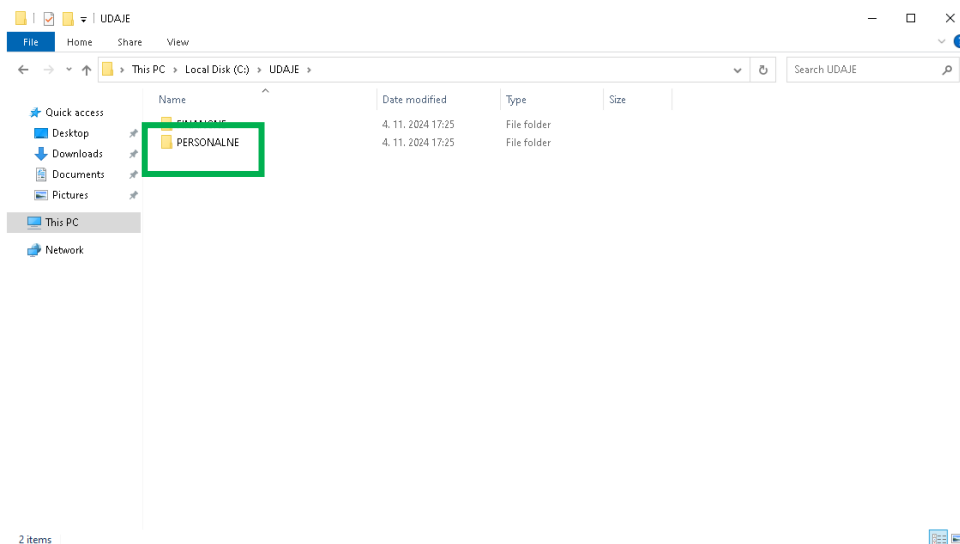 UDAJE
File Home Share View
This PC Local Disk (C:) UDAJE Search UDAJE
Name Date modified Type Size
Quick access
4. 11. 2024 17:25 File folder
Desktop
PERSONALNE 4. 11. 2024 17:25 File folder
Downloads
Documents
Pictures
This PC
Network
2 items